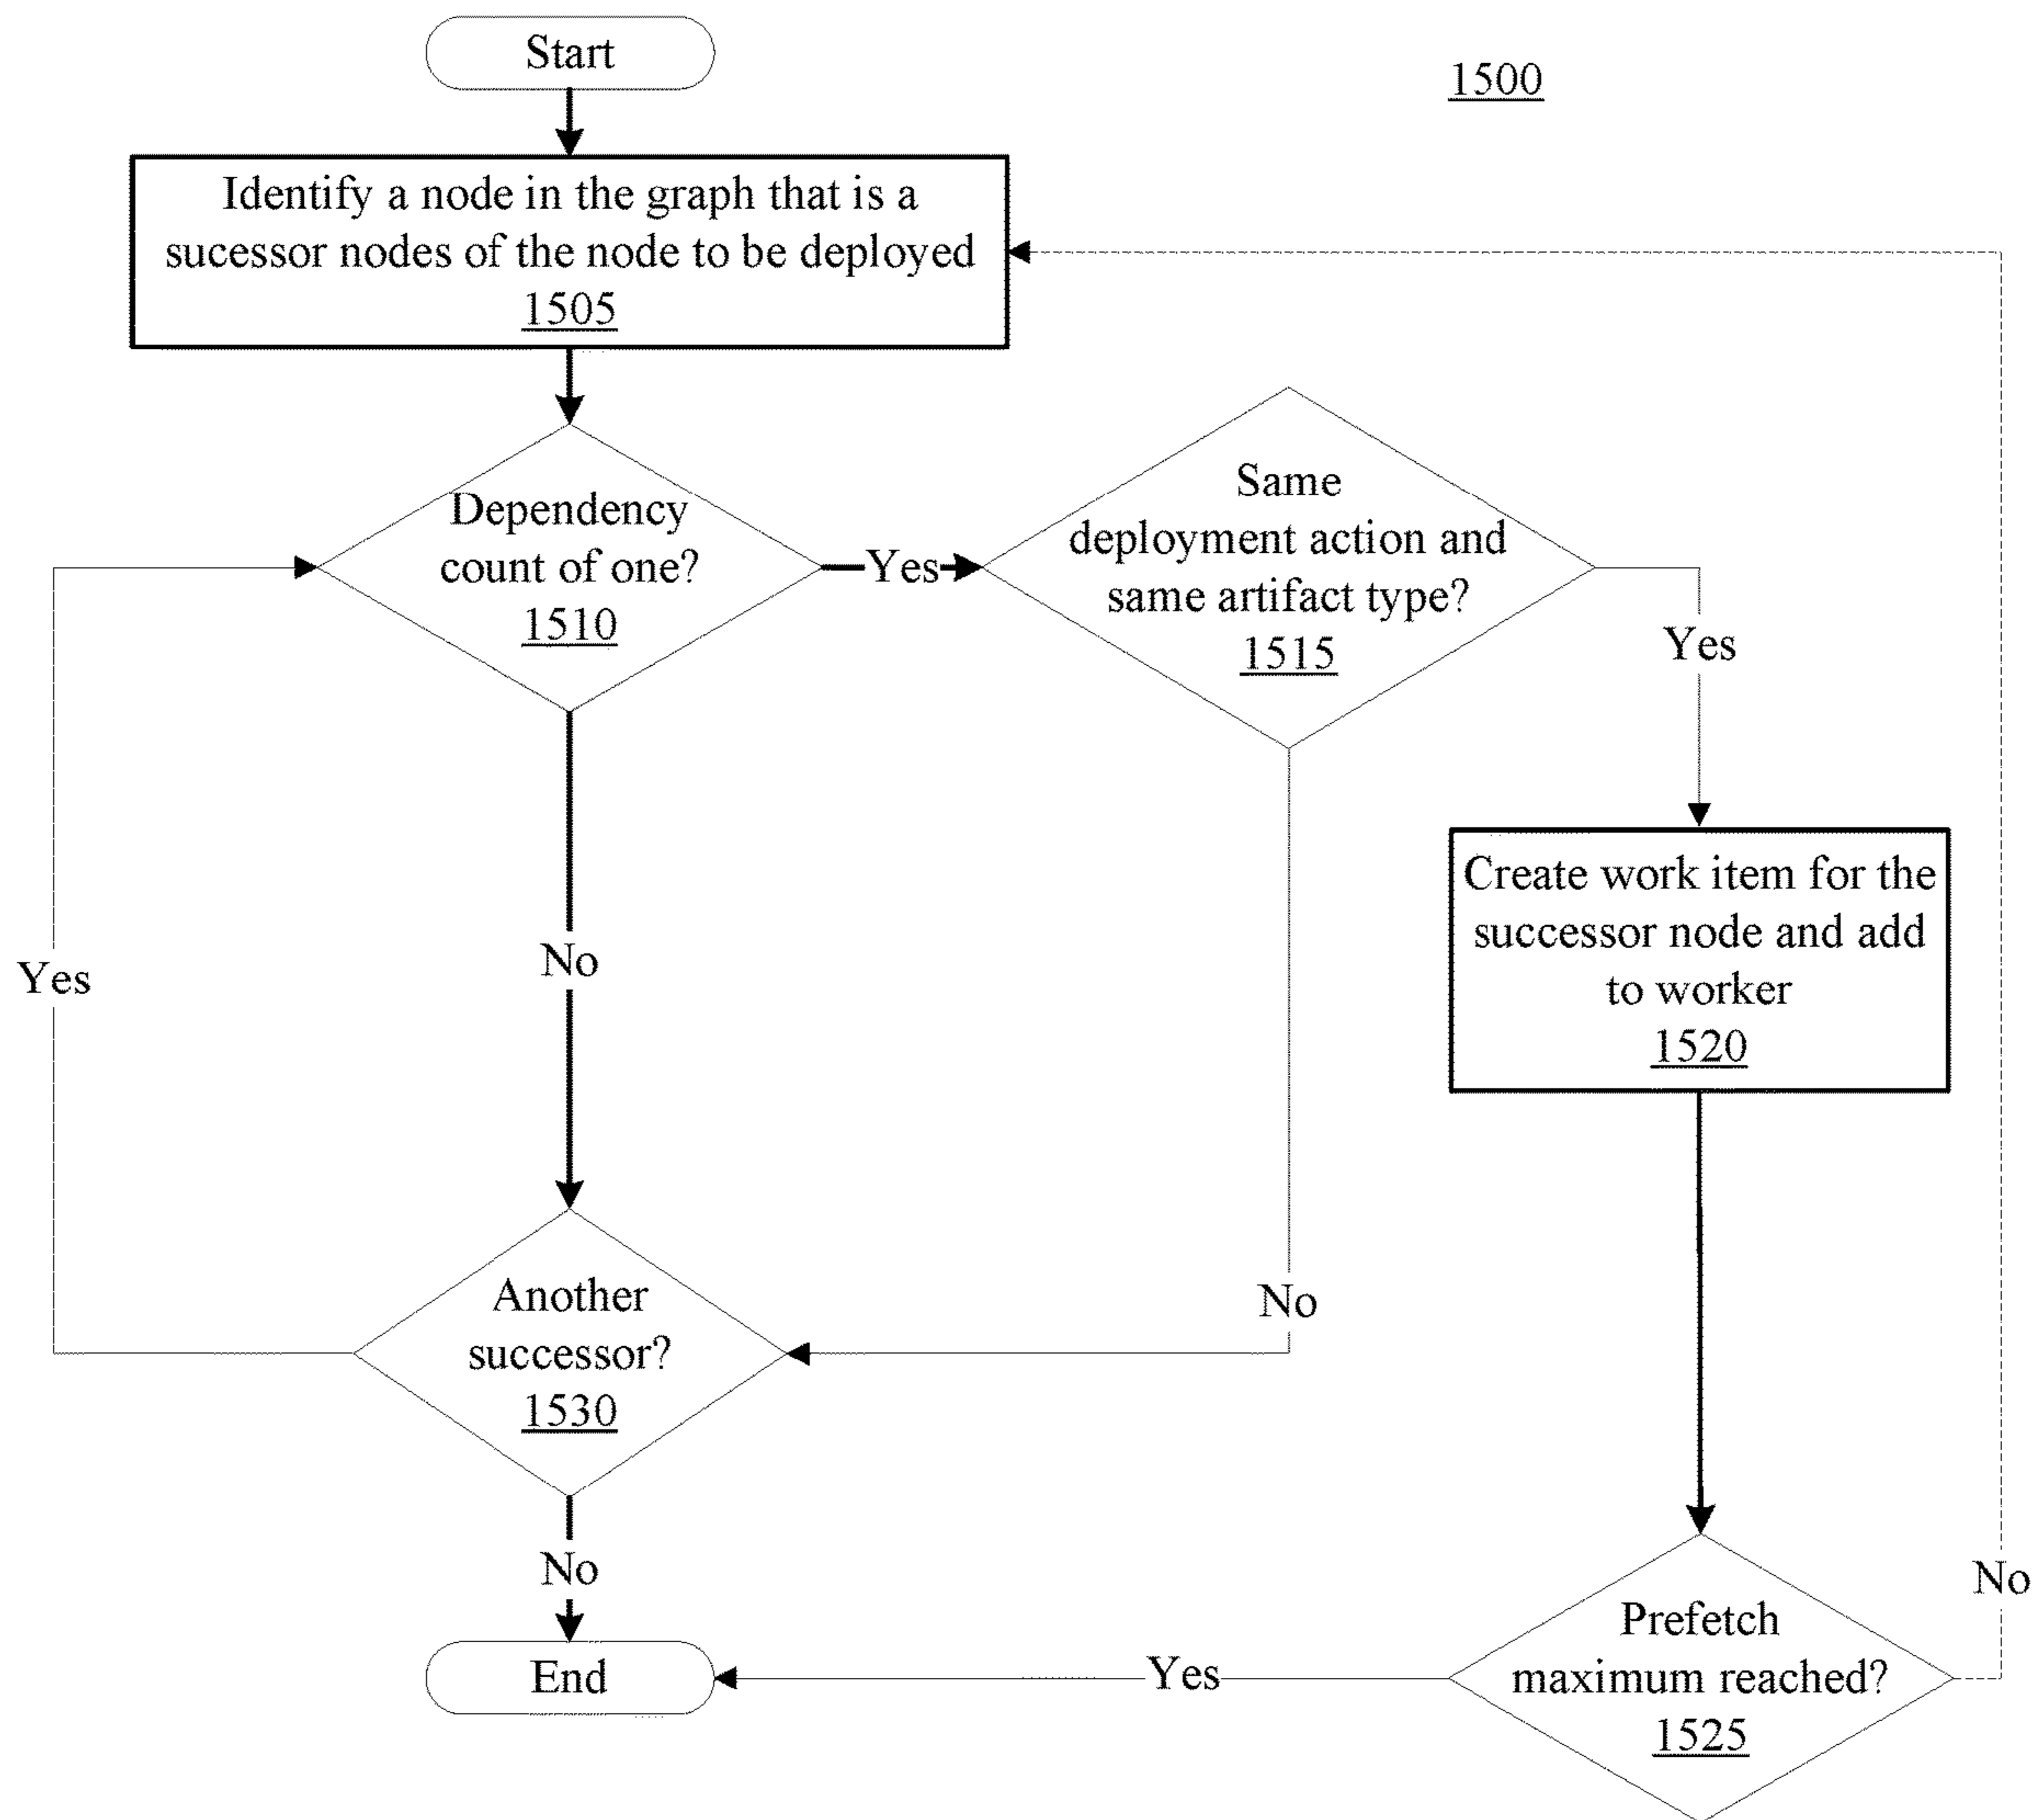 Start
1500
Identify a node in the graph that is a
sucessor nodes of the node to be deployed
1505
Dependency
count of one?
1510
Yes
Same
deployment action and
same artifact type?
1515
Yes
Create work item for the
successor node and add
to worker
1520
No
Yes
Another
successor?
1530
No
No
End
Yes
Prefetch
maximum reached?
1525
No